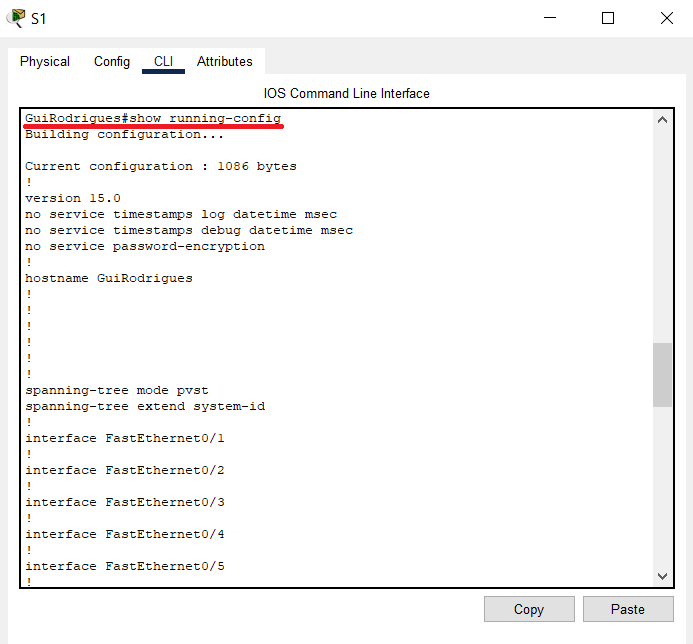 S1
Physical Config CLI Attributes
IOS Command Line Interface
GuiRodrigues#show running-config
Building configuration...
Current configuration : 1086 bytes
!
version 15.0
no service timestamps log datetime msec
no service timestamps debug datetime msec
no service password-encryption
!
hostname GuiRodrigues
!
!
!
!
!
!
spanning-tree mode pvst
spanning-tree extend system-id
!
interface FastEthernet0/1
!
interface FastEthernet0/2
!
interface FastEthernet0/3
!
interface FastEthernet0/4
!
interface FastEthernet0/5
!
Copy Paste